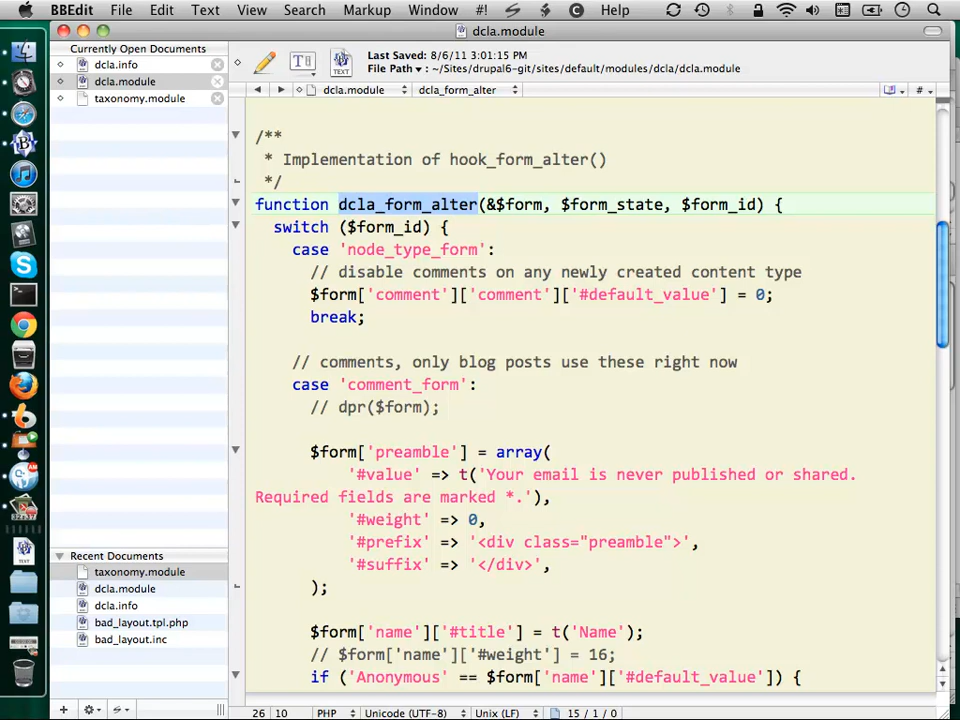 BBEdit File Edit Text View Search Markup Window #! Help
dcla.module
Currently Open Documents
dcla.info
dcla.module
taxonomy.module
Last Saved: 8/6/11 3:01:15 PM
File Path ▾ : ~/Sites/drupal6-git/sites/default/modules/dcla/dcla.module
TEXT
dcla.module
dcla_form_alter
/**
* Implementation of hook_form_alter()
*/
function dcla_form_alter(&$form, $form_state, $form_id) {
switch ($form_id) {
case 'node_type_form':
// disable comments on any newly created content type
$form['comment']['comment']['#default_value'] = 0;
break;
// comments, only blog posts use these right now
case 'comment_form':
// dpr($form);
$form['preamble'] = array(
'#value' => t('Your email is never published or shared.
Required fields are marked *.'),
'#weight' => 0,
'#prefix' => '<div class="preamble">',
'#suffix' => '</div>',
);
$form['name']['#title'] = t('Name');
// $form['name']['#weight'] = 16;
if ('Anonymous' == $form['name']['#default_value']) {
Recent Documents
taxonomy.module
dcla.module
dcla.info
bad_layout.tpl.php
bad_layout.inc
26 10 PHP Unicode (UTF-8) Unix (LF) 15 / 1 / 0